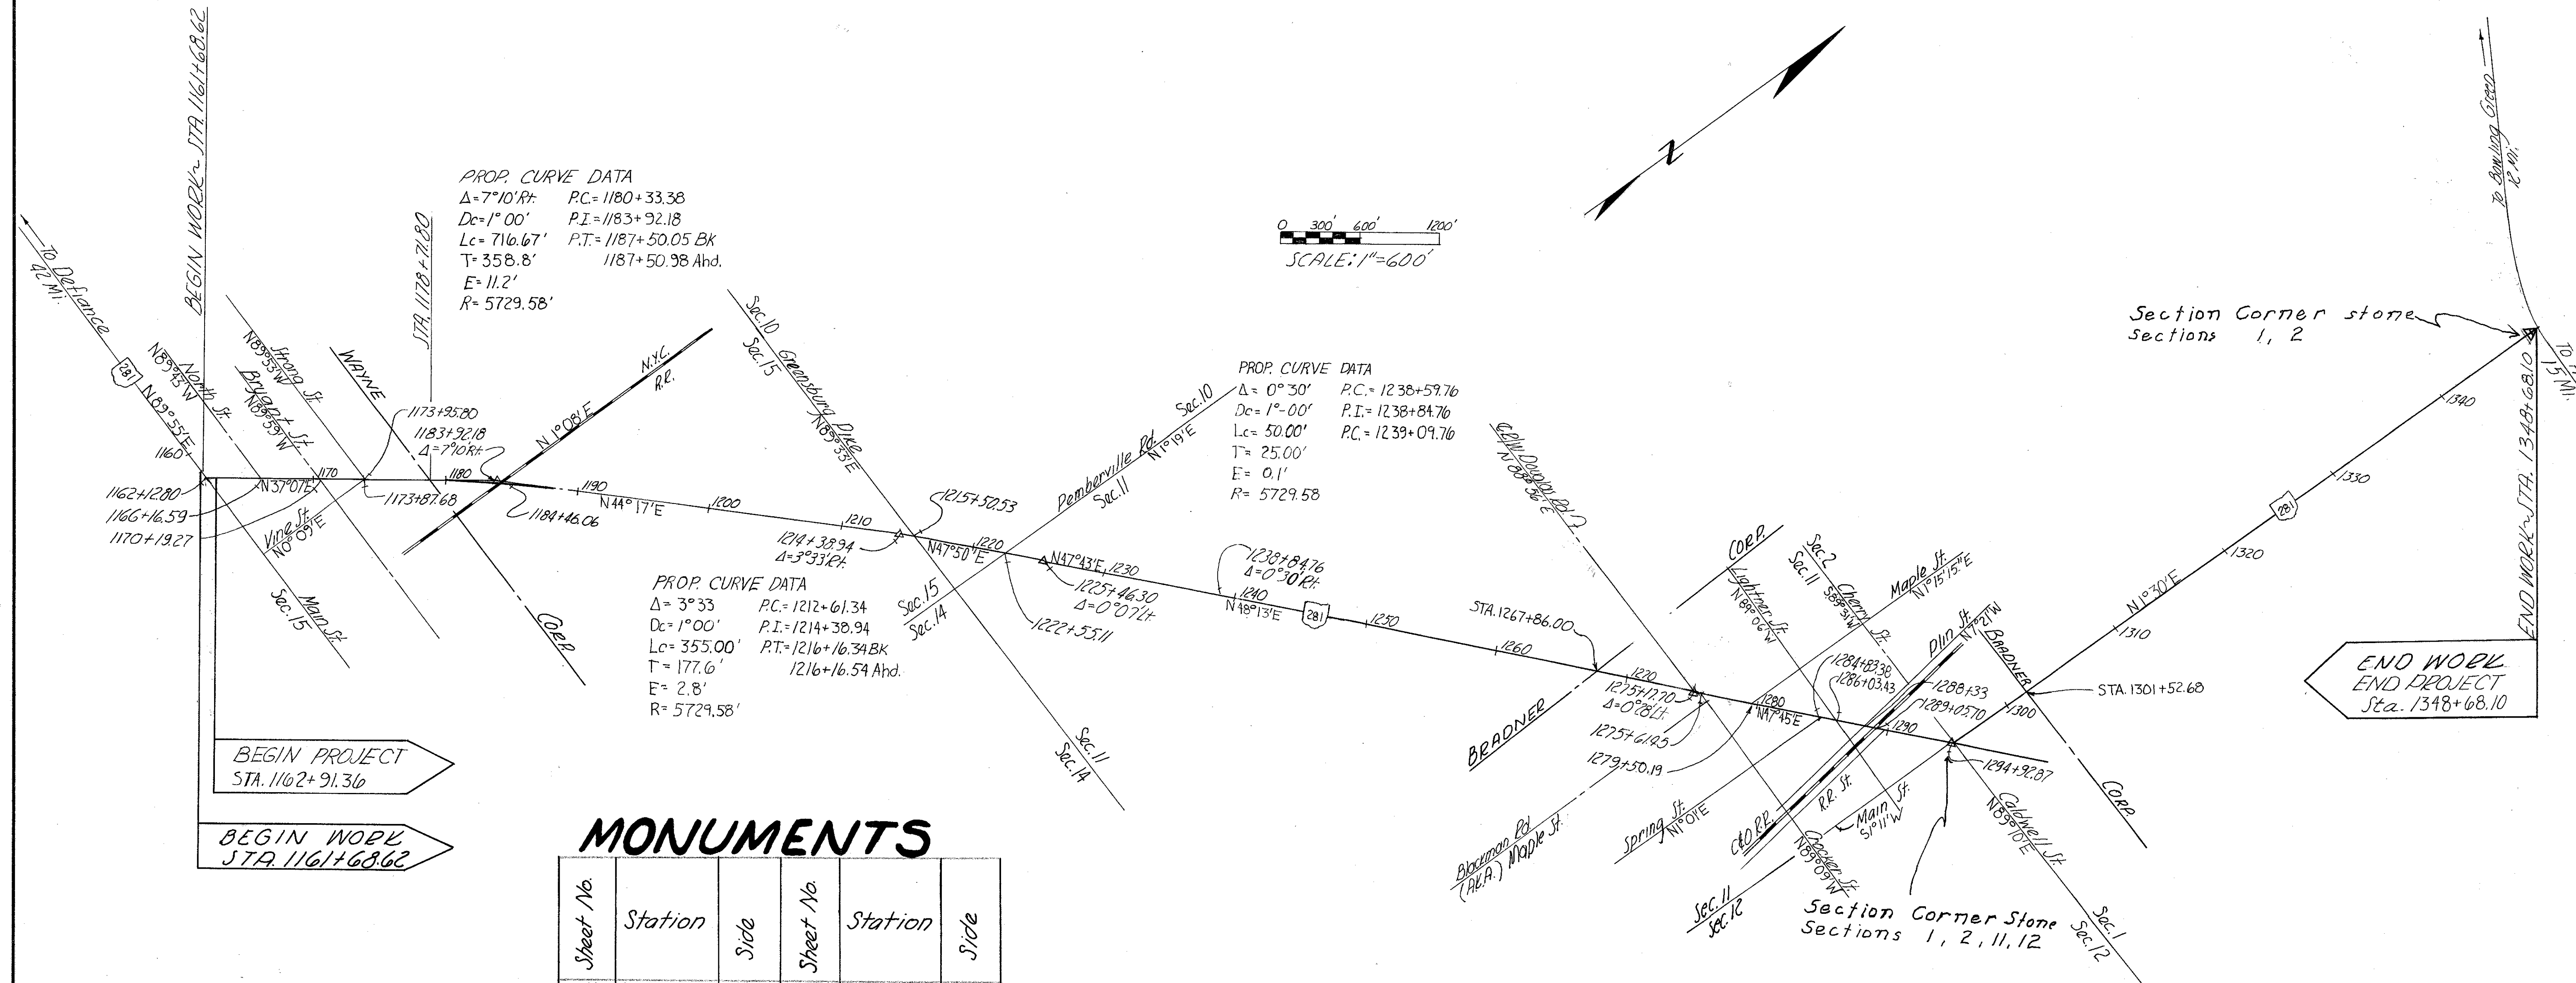 BEGIN WORK ~ STA. 1161+68.62
To Defiance
42 Mi.
281
N89°55'E
N89°43'W
North St.
Bryant St.
N89°59'W
Strong St.
N89°53'W
WAYNE
STA. 1178+71.80
PROP. CURVE DATA
Δ=7°10'Rt. P.C.=1180+33.38
Dc=1°00' P.I.=1183+92.18
Lc=716.67' P.T.=1187+50.05 BK
T=358.8' 1187+50.98 Ahd.
E=11.2'
R=5729.58'
N.Y.C.
R.R.
N 1°08'E
1173+95.80
1183+92.18
Δ=7°10'Rt.
1160
1162+12.80
1166+16.59
1170+19.27
N37°07'E
1170
1173+87.68
1180
1184+46.06
1190
N44°17'E
1200
1210
Vine St.
N0°09'E
Main St.
Sec. 15
CORP.
BEGIN PROJECT
STA. 1162+91.36
BEGIN WORK
STA. 1161+68.62
Sec. 10
Sec. 15
Greensburg Pike
N89°33'E
1215+50.53
1214+38.94
Δ=3°33'Rt.
N47°50'E
1220
PROP. CURVE DATA
Δ=3°33 P.C.=1212+61.34
Dc=1°00' P.I.=1214+38.94
Lc=355.00' P.T.=1216+16.34BK
T=177.6' 1216+16.54 Ahd.
E=2.8'
R=5729.58'
Sec. 15
Sec. 14
Pemberville Rd.
Sec. 11
Sec. 10
N1°19'E
N47°43'E
1230
1225+46.30
Δ=0°07'Lt.
1222+55.11
Sec. 11
Sec. 14
PROP. CURVE DATA
Δ=0°30' P.C.=1238+59.76
Dc=1°-00' P.I.=1238+84.76
Lc=50.00' P.C.=1239+09.76
T=25.00'
E=0.1'
R=5729.58
1238+84.76
Δ=0°30'Rt.
1240
N48°13'E
281
1250
1260
Z
0 300' 600' 1200'
SCALE: 1"=600'
N88°56'E
STA. 1267+86.00
BRADNER
CORP.
1270
1275+17.70
Δ=0°28'Lt.
1275+61.45
1279+50.19
1280
N47°45'E
Lightner St.
N89°06'W
Sec. 2
Sec. 11
Cherry St.
S89°31'W
Maple St.
N1°15'15"E
1284+83.38
1286+03.43
Olin St.
N7°21'W
BRADNER
1288+33
1289+05.70
1290
Blackman Rd
(A.K.A.) Maple St.
Spring St.
N1°01'E
C&O R.R.
R.R. St.
Main St.
S1°11'W
Crocker St.
N89°09'W
Sec. 11
Sec. 12
Section Corner Stone
Sections 1, 2, 11, 12
1294+92.87
Caldwell St.
N89°10'E
Sec. 1
Sec. 12
1300
STA. 1301+52.68
CORP.
1310
N1°30'E
1320
281
1330
1340
Section Corner stone
sections 1, 2
To Bowling Green
15 Mi.
END WORK ~ STA. 1348+68.10
END WORK
END PROJECT
Sta. 1348+68.10
MONUMENTS
Sheet No. Station Side Sheet No. Station Side